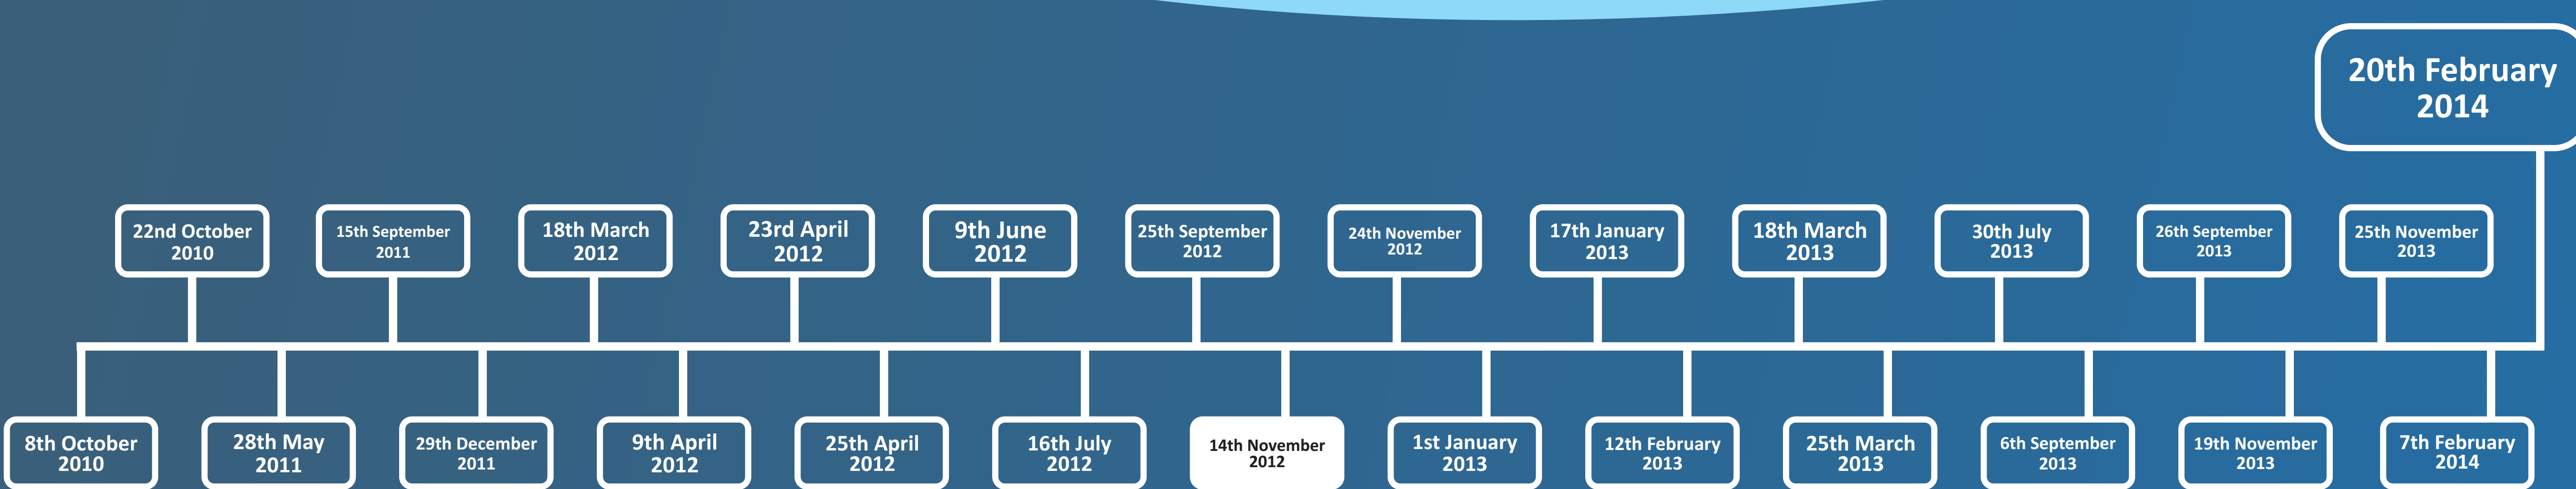 20th February
2014
22nd October
2010
15th September
2011
18th March
2012
23rd April
2012
9th June
2012
25th September
2012
24th November
2012
17th January
2013
18th March
2013
30th July
2013
26th September
2013
25th November
2013
8th October
2010
28th May
2011
29th December
2011
9th April
2012
25th April
2012
16th July
2012
14th November
2012
1st January
2013
12th February
2013
25th March
2013
6th September
2013
19th November
2013
7th February
2014